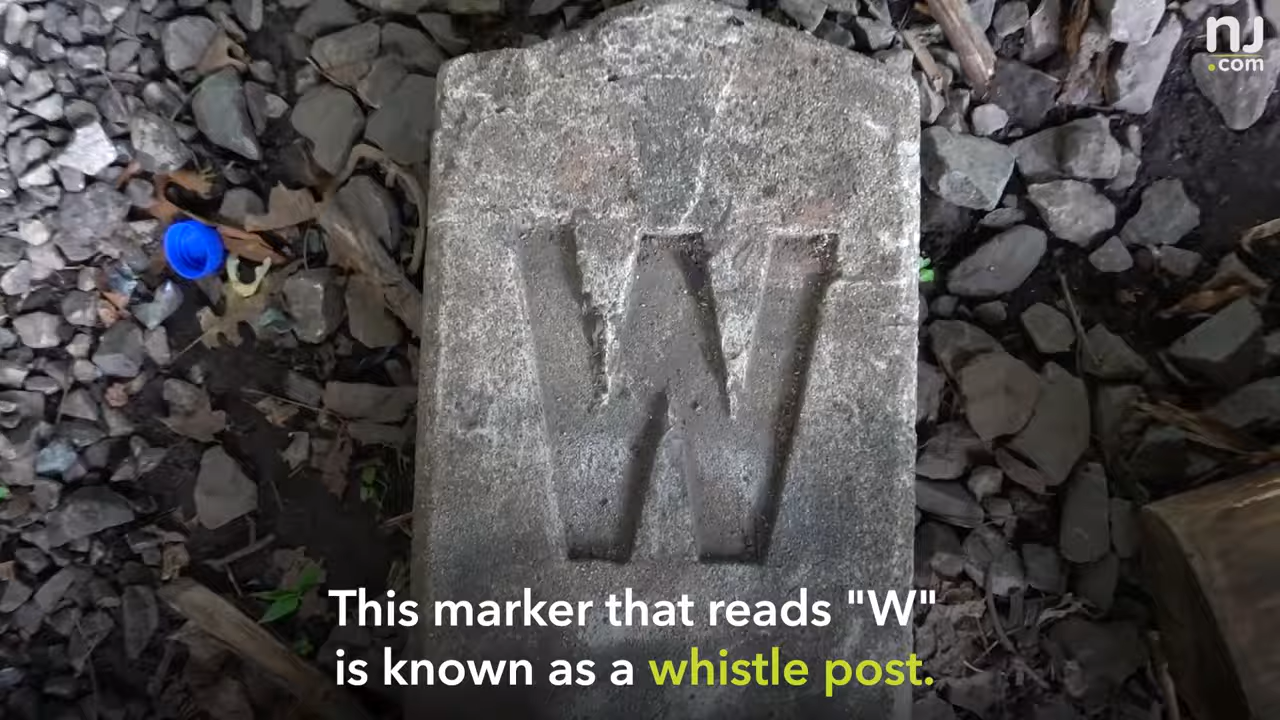 nj
.com
W
This marker that reads "W"
is known as a whistle post.